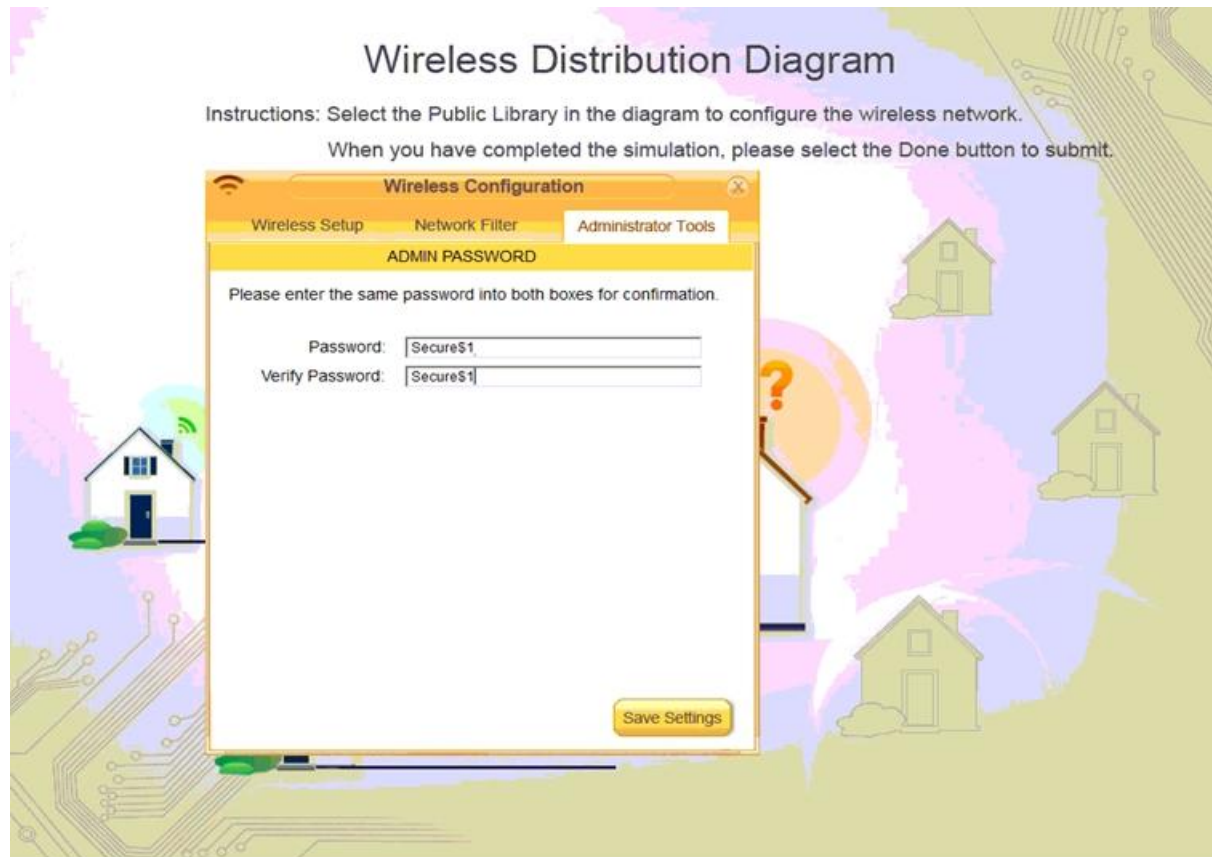 Wireless Distribution Diagram
Instructions: Select the Public Library in the diagram to configure the wireless network.
When you have completed the simulation, please select the Done button to submit.
Wireless Configuration
Wireless Setup Network Filter Administrator Tools
ADMIN PASSWORD
Please enter the same password into both boxes for confirmation.
Password: Secure$1
Verify Password: Secure$1
?
Save Settings